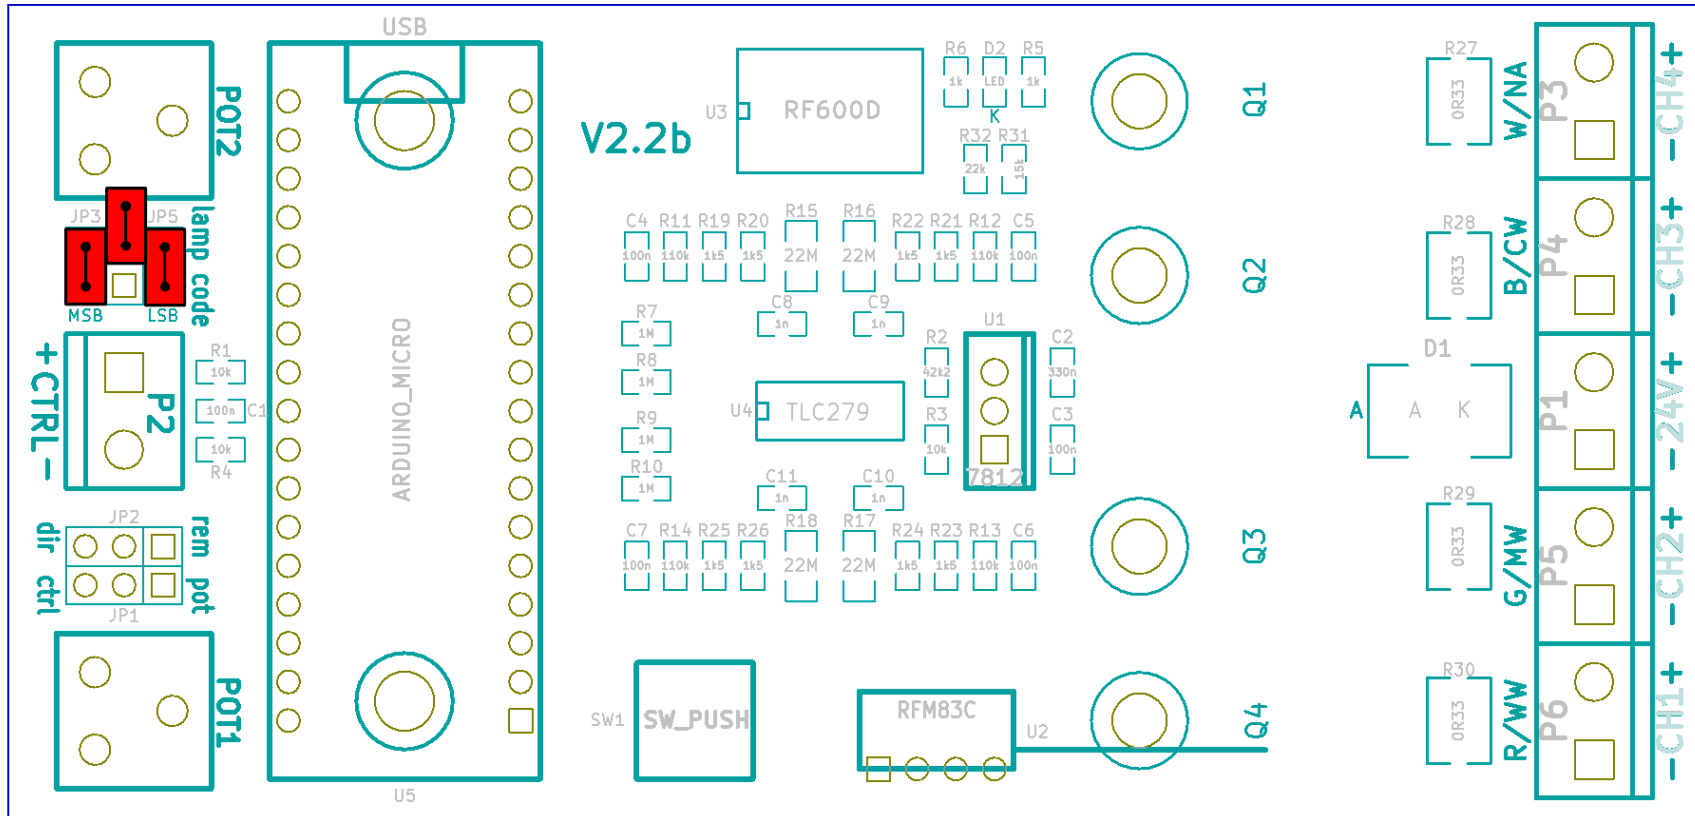 USB
POT2
JP3
JP5
lamp code
MSB
LSB
+CTRL-
P2
R1
10k
100n
C1
10k
R4
JP2
dir
rem
ctrl
pot
JP1
POT1
ARDUINO_MICRO
U5
V2.2b
U3
RF600D
R6
D2
R5
1k
LED
1k
K
R32
R31
22k
15k
C4
R11
R19
R20
R15
R16
R22
R21
R12
C5
100n
110k
1k5
1k5
22M
22M
1k5
1k5
110k
100n
C8
C9
1n
1n
R7
1M
R8
1M
R9
1M
R10
1M
R2
42k2
R3
10k
U1
7812
C2
330n
C3
100n
U4
TLC279
C11
C10
1n
1n
C7
R14
R25
R26
R18
R17
R24
R23
R13
C6
100n
110k
1k5
1k5
22M
22M
1k5
1k5
110k
100n
SW1
SW_PUSH
RFM83C
U2
Q1
Q2
Q3
Q4
R27
0R33
W/NA
P3
-CH4+
R28
0R33
B/CW
P4
-CH3+
D1
A
A
K
P1
-24V+
R29
0R33
G/MW
P5
-CH2+
R30
0R33
R/WW
P6
-CH1+